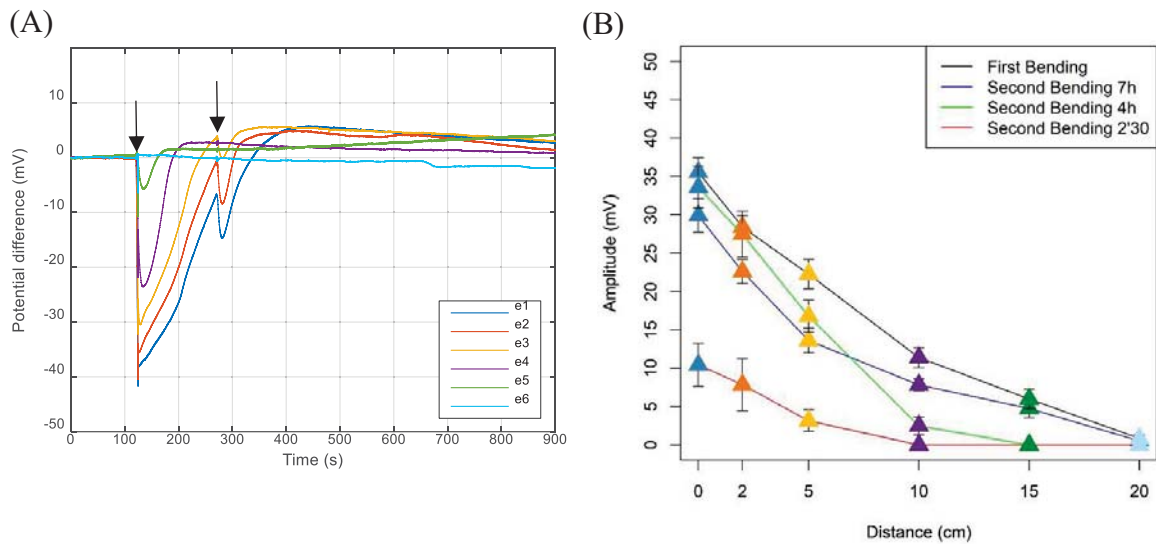 (A)
10
0
-10
-20
-30
-40
-50
0 100 200 300 400 500 600 700 800 900
Potential difference (mV)
Time (s)
e1
e2
e3
e4
e5
e6
(B)
First Bending
Second Bending 7h
Second Bending 4h
Second Bending 2'30
50
45
40
35
30
25
20
15
10
5
0
0 2 5 10 15 20
Amplitude (mV)
Distance (cm)